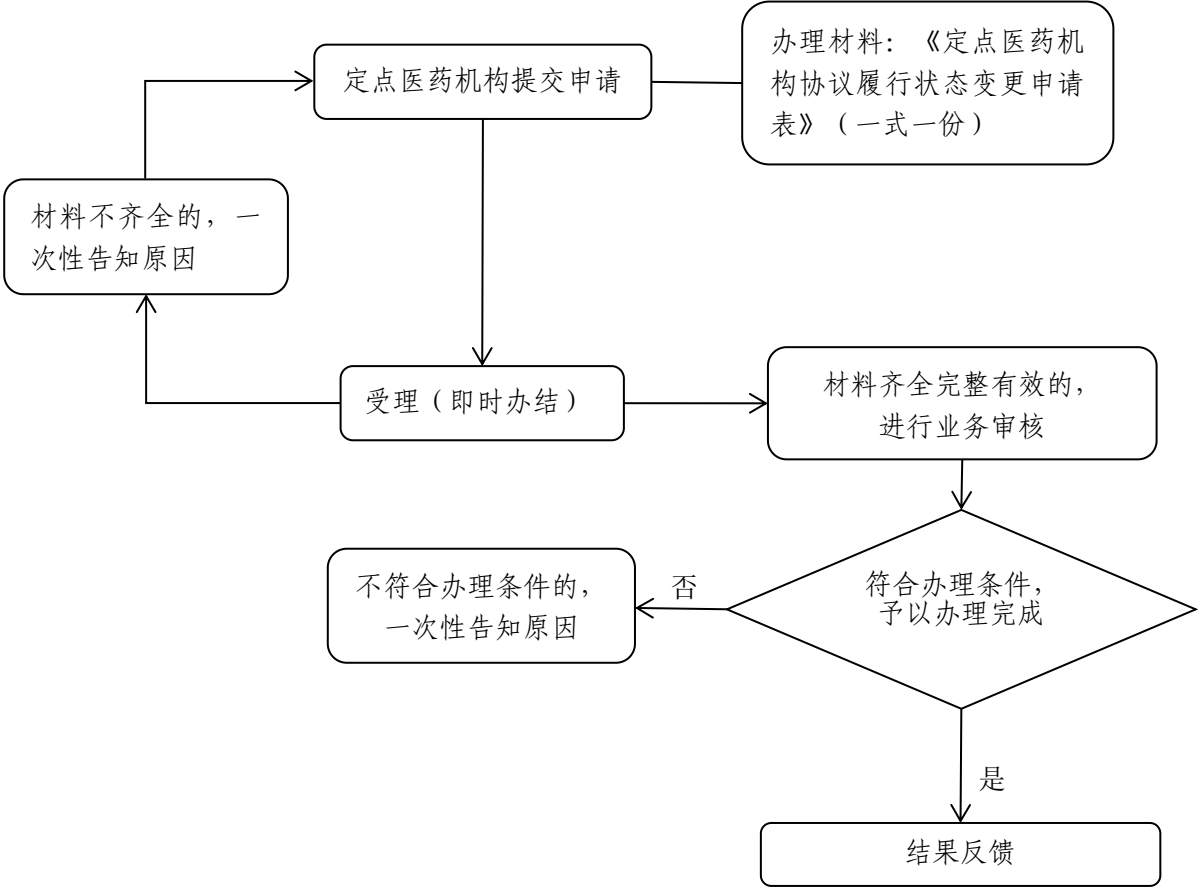 定点医药机构提交申请
办理材料：《定点医药机
构协议履行状态变更申请
表》（一式一份）
材料不齐全的，一
次性告知原因
受理（即时办结）
材料齐全完整有效的，
进行业务审核
符合办理条件，
予以办理完成
否
不符合办理条件的，
一次性告知原因
是
结果反馈